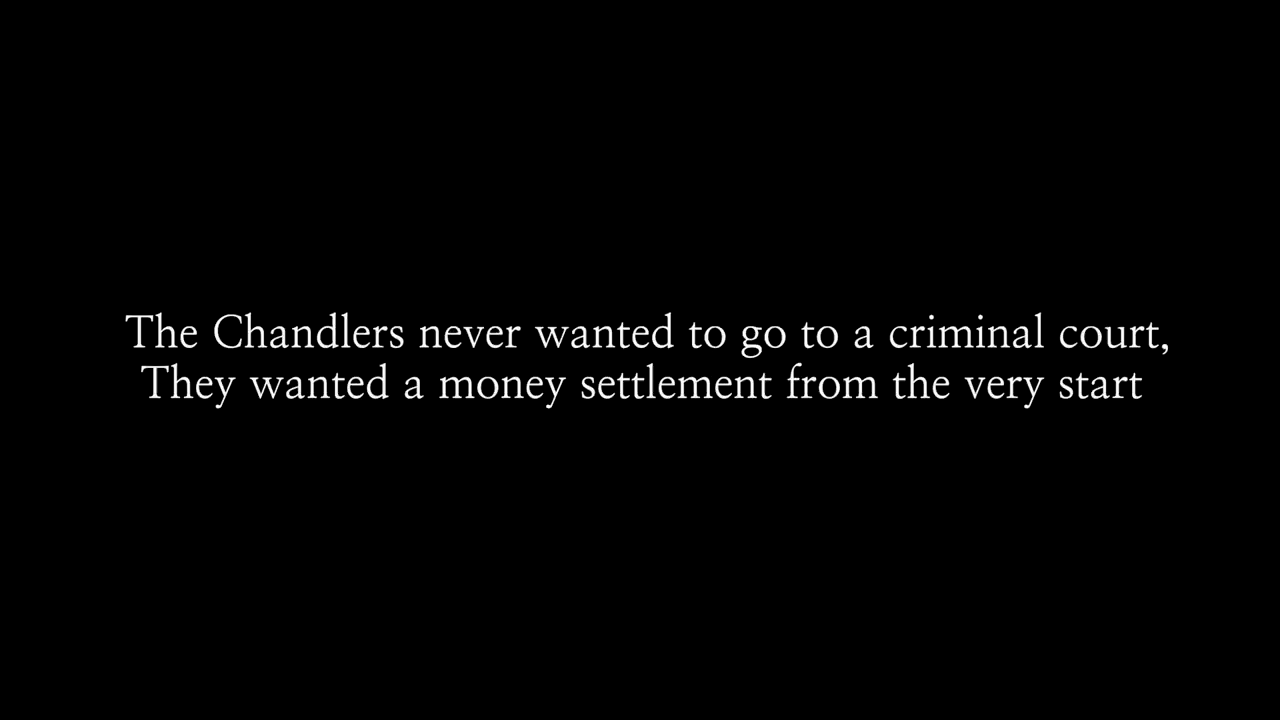 The Chandlers never wanted to go to a criminal court,
They wanted a money settlement from the very start